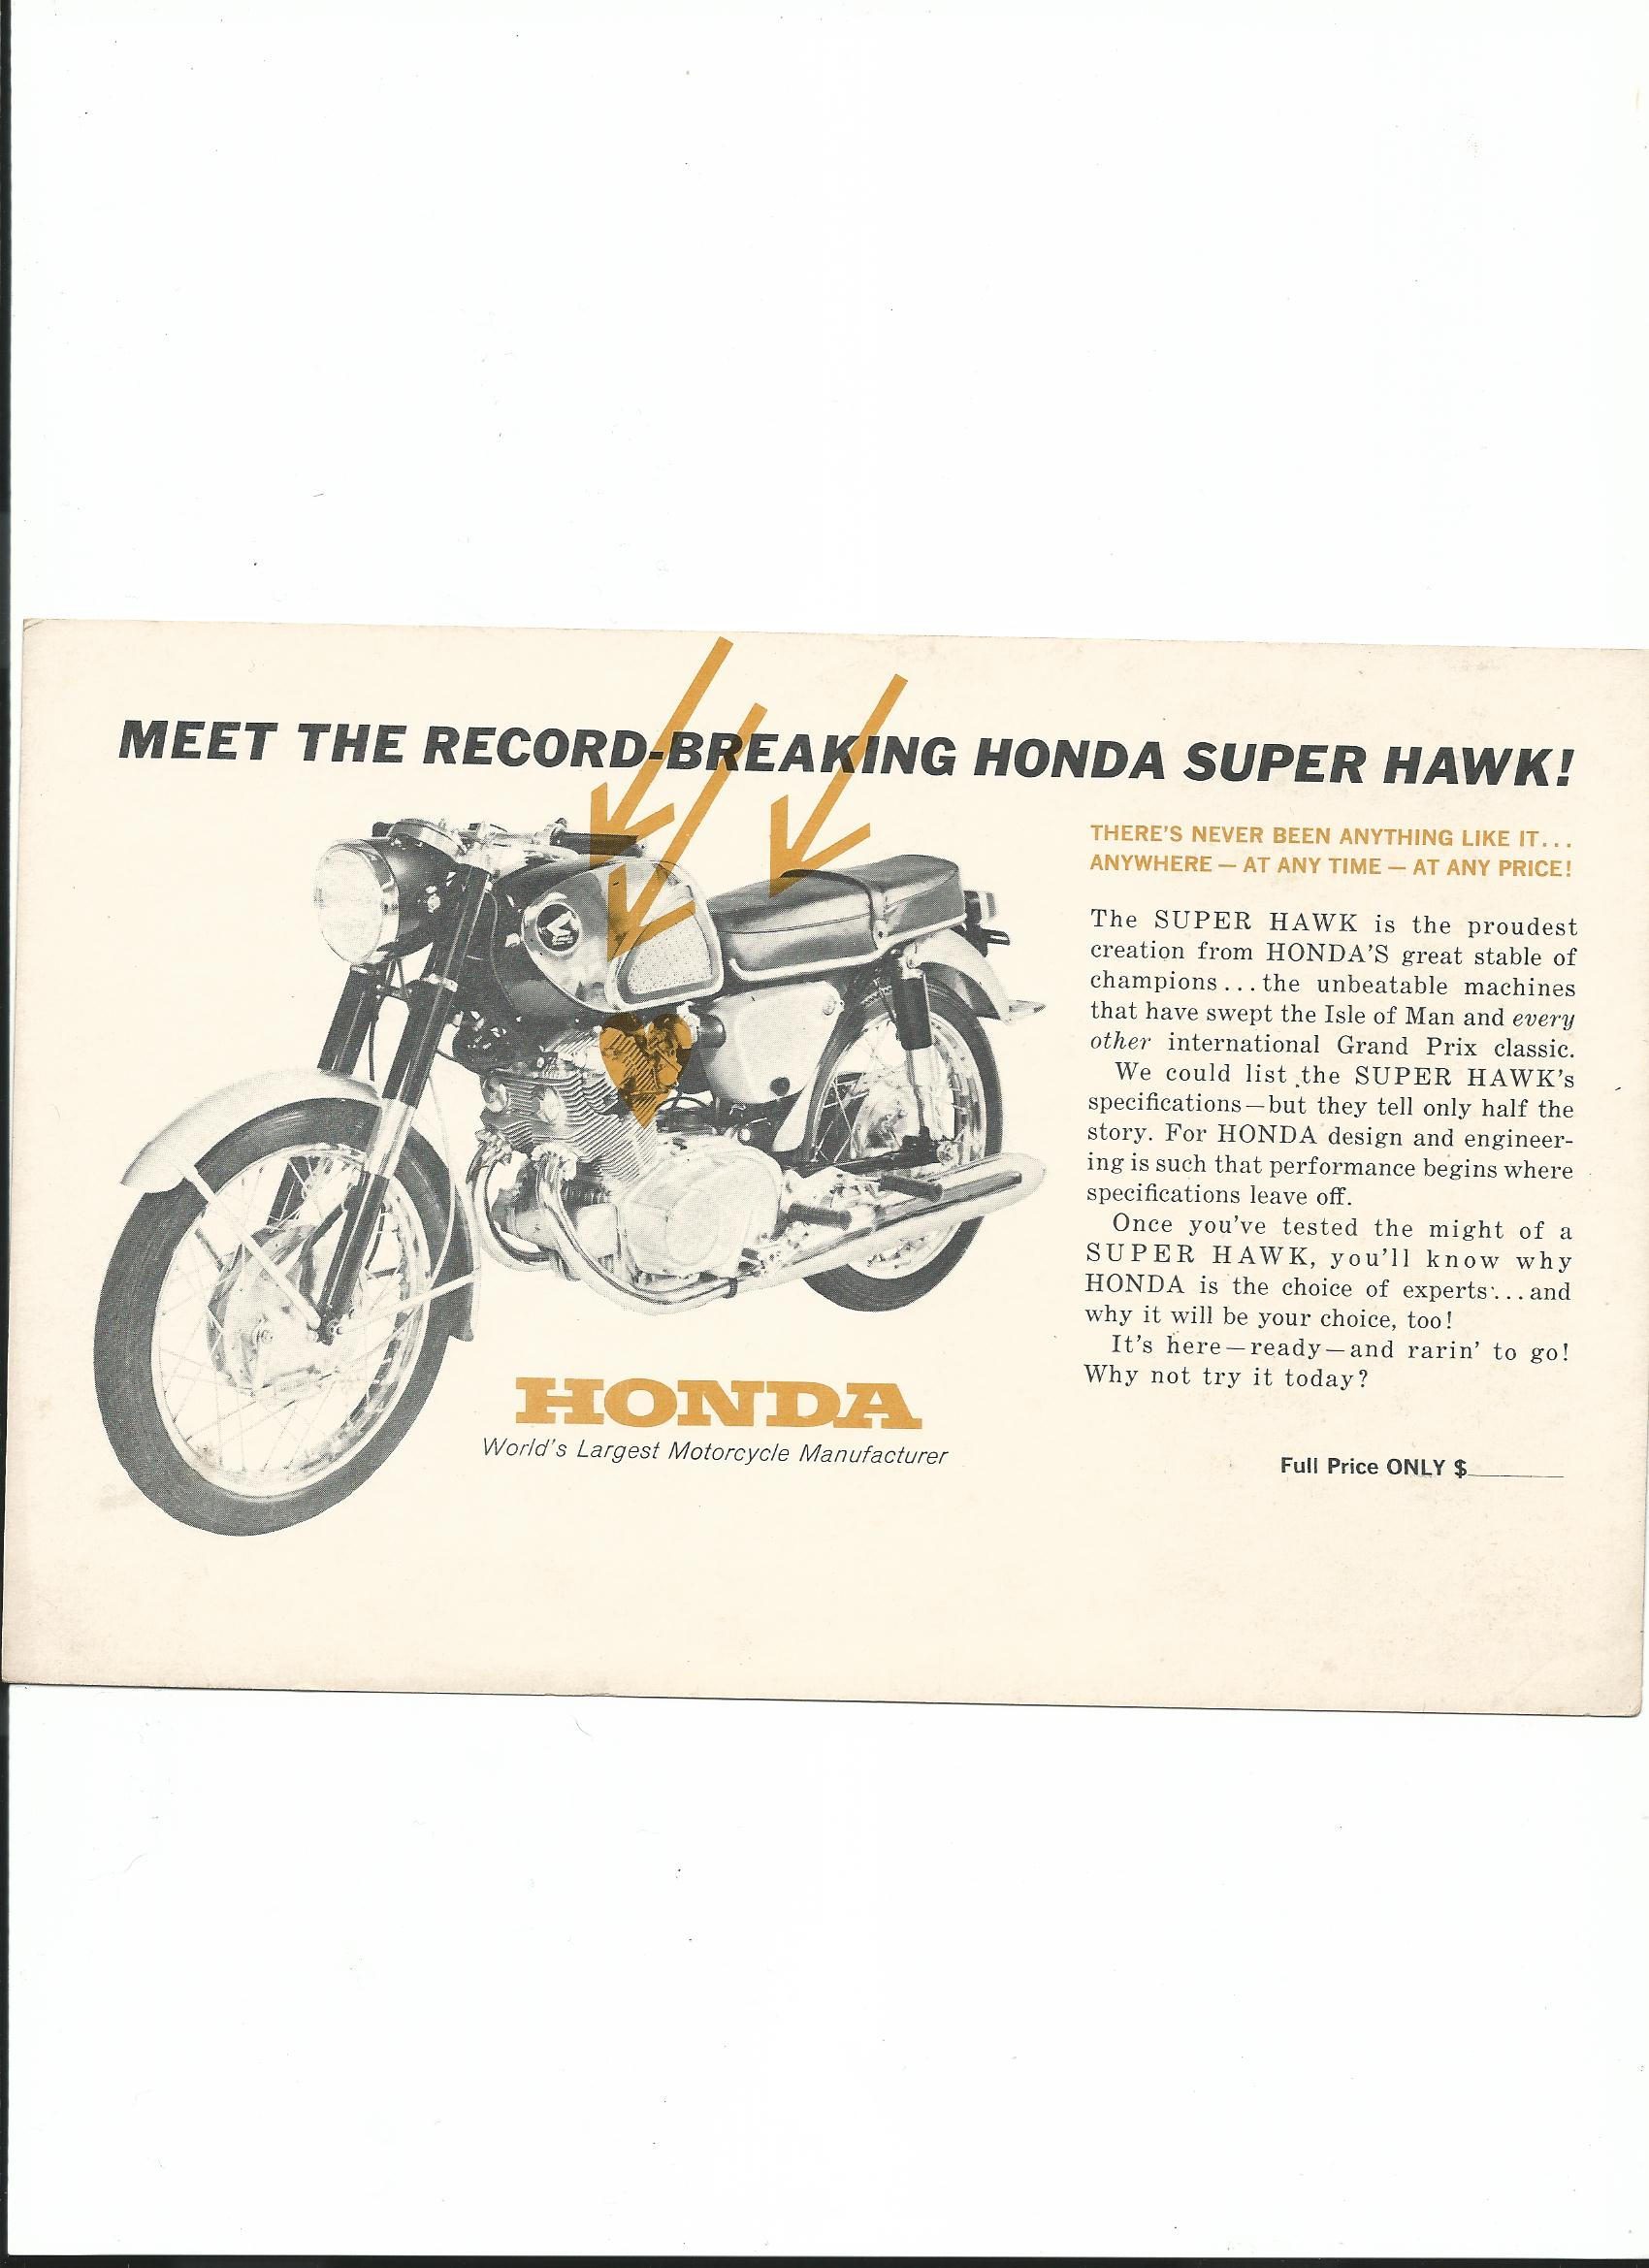 MEET THE RECORD-BREAKING HONDA SUPER HAWK!
THERE'S NEVER BEEN ANYTHING LIKE IT...
ANYWHERE — AT ANY TIME — AT ANY PRICE!
The SUPER HAWK is the proudest
creation from HONDA'S great stable of
champions...the unbeatable machines
that have swept the Isle of Man and every
other international Grand Prix classic.
We could list the SUPER HAWK's
specifications—but they tell only half the
story. For HONDA design and engineer-
ing is such that performance begins where
specifications leave off.
Once you've tested the might of a
SUPER HAWK, you'll know why
HONDA is the choice of experts...and
why it will be your choice, too!
It's here—ready—and rarin' to go!
Why not try it today?
Full Price ONLY $______
HONDA
World's Largest Motorcycle Manufacturer